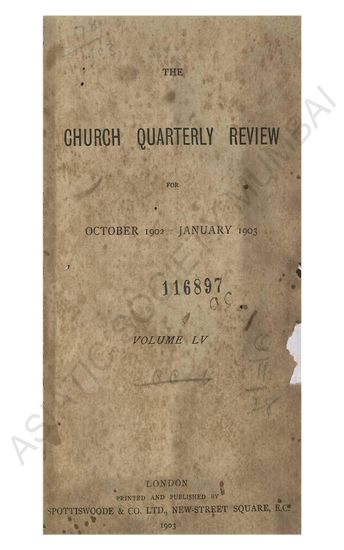 THE
CHURCH QUARTERLY REVIEW
FOR
OCTOBER 1902—JANUARY 1903
116897
VOLUME LV
LONDON
PRINTED AND PUBLISHED BY
SPOTTISWOODE & CO. LTD., NEW-STREET SQUARE, E.C.
1903
ASIATIC SOCIETY MUMBAI